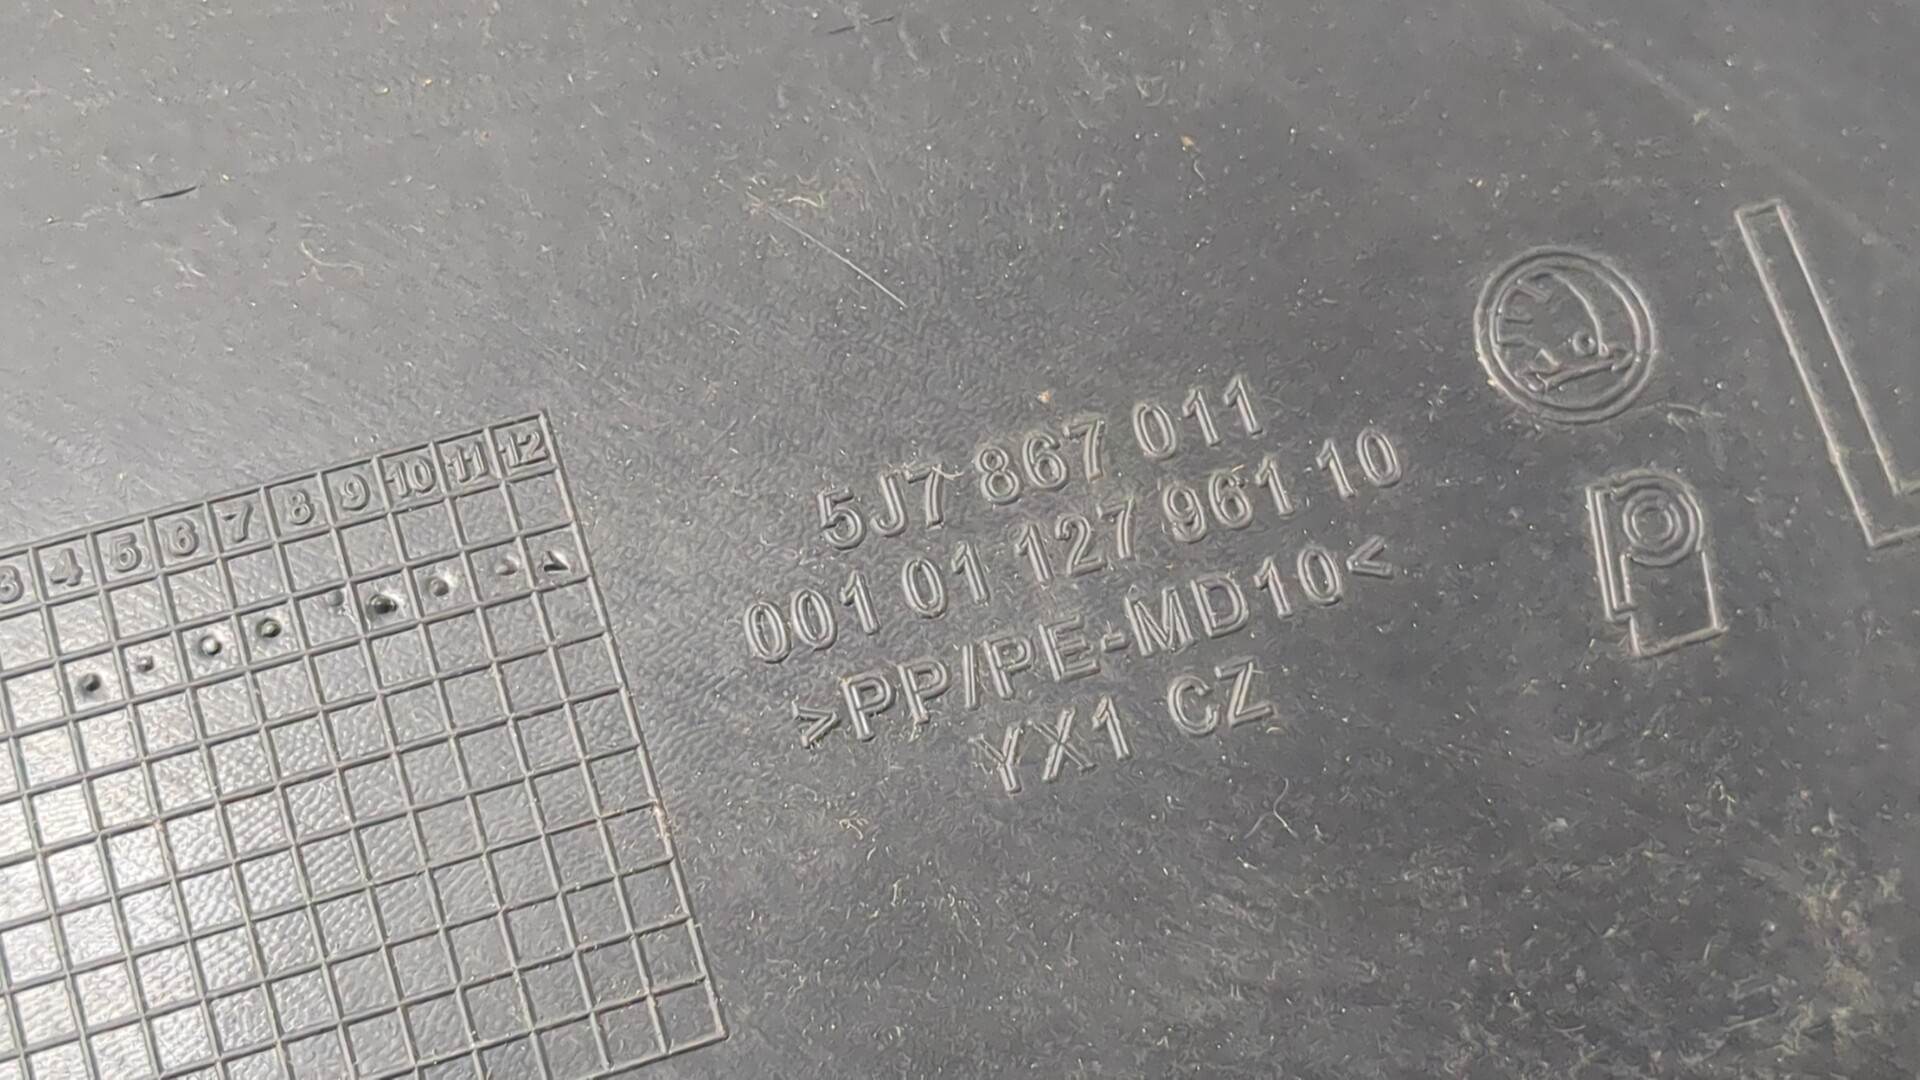 3 4 5 6 7 8 9 10 11 12
5J7 867 011
001 01 127 961 10
>PP/PE-MD10<
YX1 CZ
L